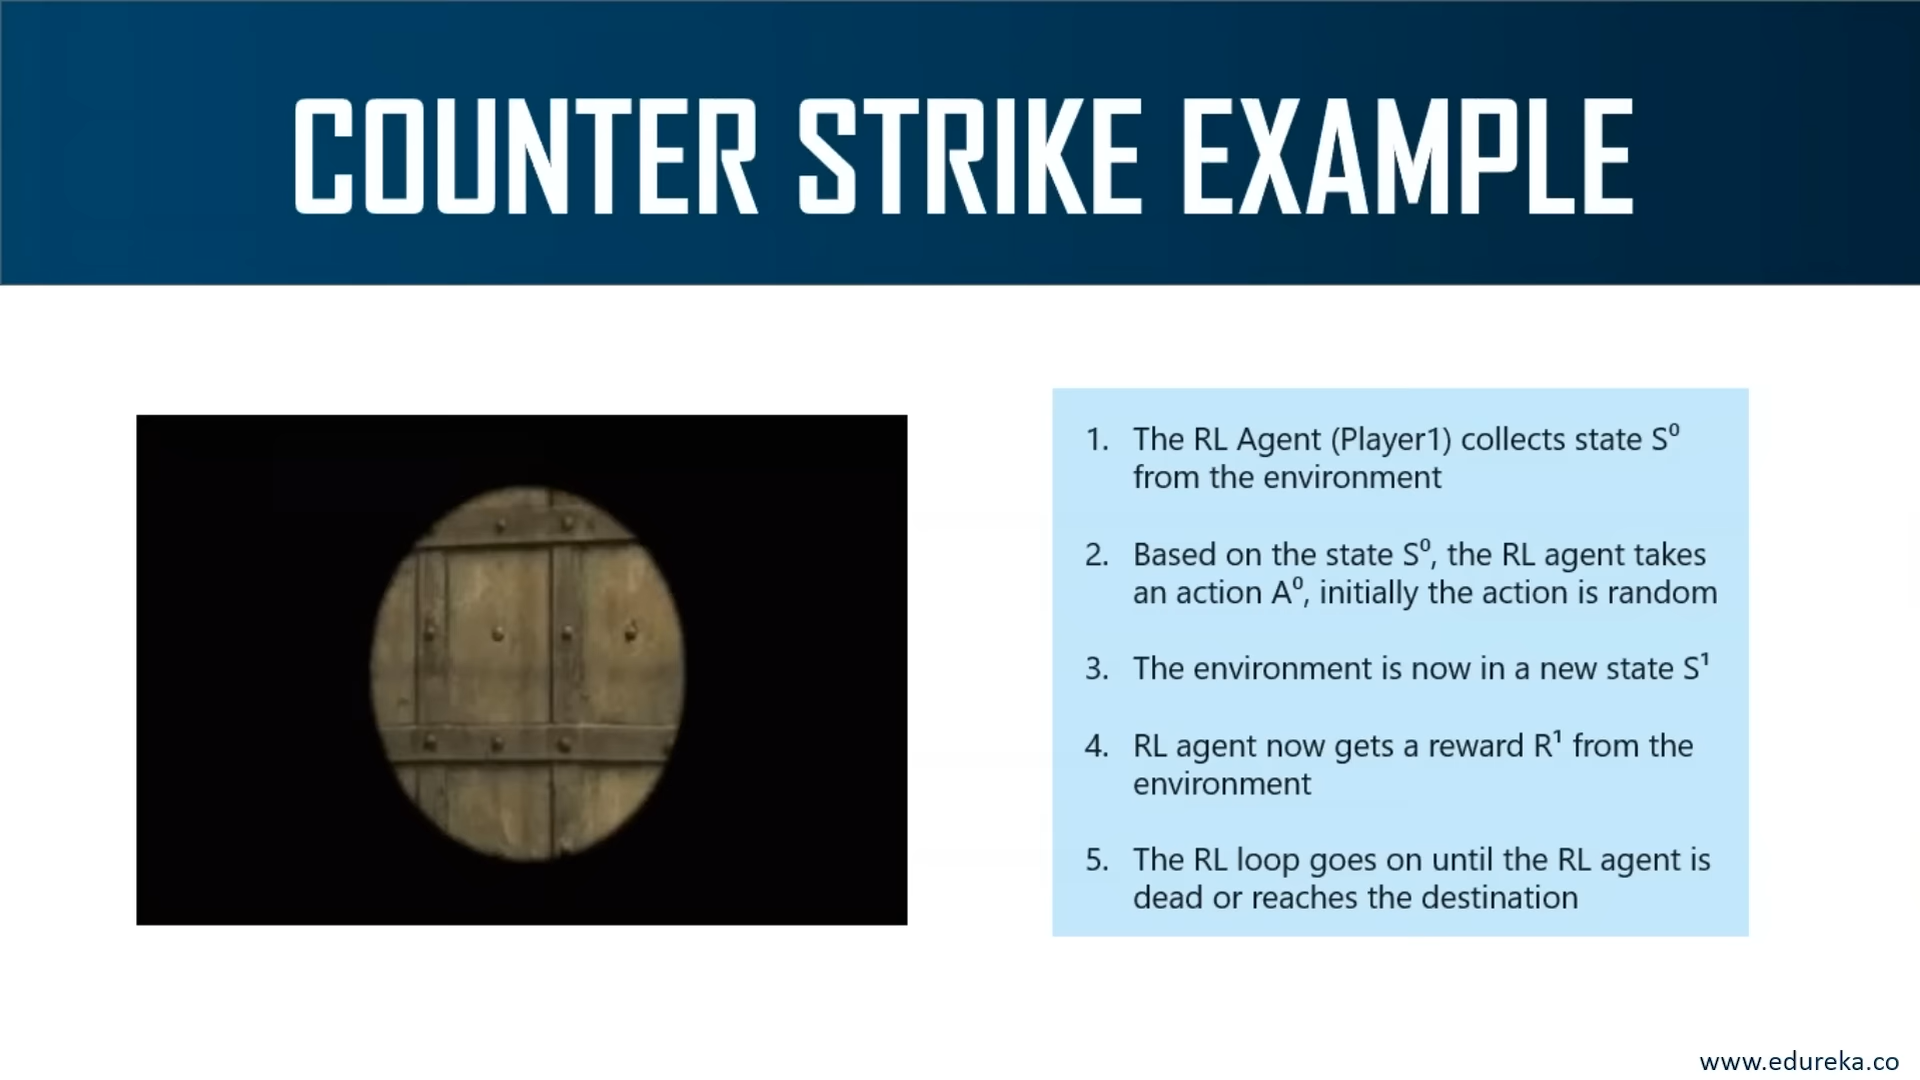 COUNTER STRIKE EXAMPLE
1. The RL Agent (Player1) collects state S⁰
from the environment
2. Based on the state S⁰, the RL agent takes
an action A⁰, initially the action is random
3. The environment is now in a new state S¹
4. RL agent now gets a reward R¹ from the
environment
5. The RL loop goes on until the RL agent is
dead or reaches the destination
www.edureka.co